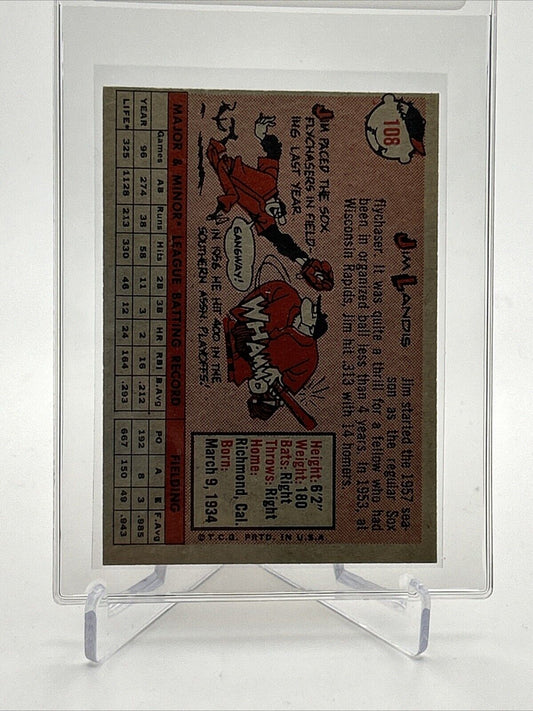 108
JIM LANDIS Jim started the 1957 sea-
son as the regular Sox
flychaser. It was quite a thrill for a fellow who had
been in organized ball less than 4 years. In 1953, at
Wisconsin Rapids, Jim hit .313 with 14 homers.
JIM PACED THE SOX
FLYCHASERS IN FIELD-
ING LAST YEAR
GANGWAY!
WHAMMO
IN 1956 HE HIT .400 IN THE
SOUTHERN ASSN. PLAYOFFS.
Height: 6'2"
Weight: 180
Bats: Right
Throws: Right
Home:
Richmond, Cal.
Born:
March 9, 1934
© T.C.G. PRTD. IN U.S.A.
MAJOR & MINOR* LEAGUE BATTING RECORD FIELDING
Games AB Runs Hits 2B 3B HR RBI B.Avg PO A E F.Avg
YEAR 96 274 38 58 11 3 2 16 .212 192 8 3 .985
LIFE* 325 1128 213 330 46 12 24 164 .293 667 150 49 .943